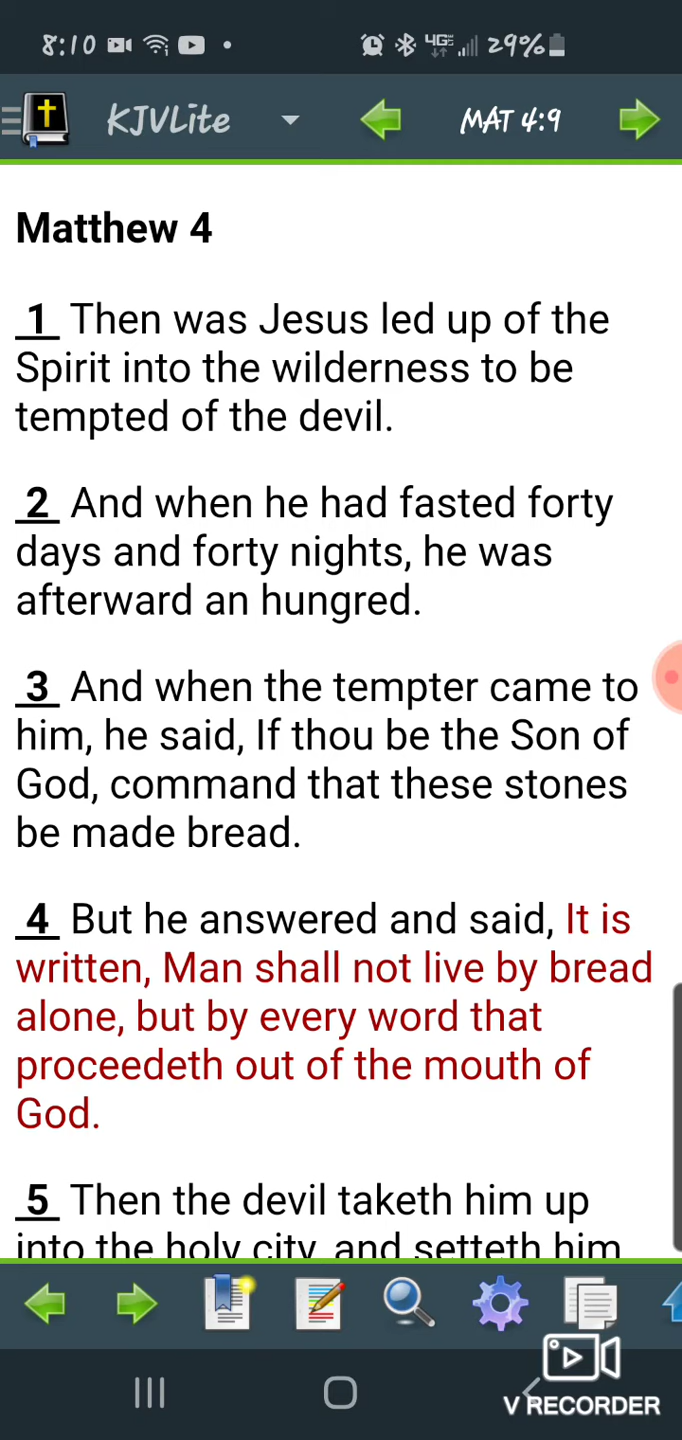 8:10 4GE 29%
KJVLite MAT 4:9
Matthew 4
1 Then was Jesus led up of the
Spirit into the wilderness to be
tempted of the devil.
2 And when he had fasted forty
days and forty nights, he was
afterward an hungred.
3 And when the tempter came to
him, he said, If thou be the Son of
God, command that these stones
be made bread.
4 But he answered and said, It is
written, Man shall not live by bread
alone, but by every word that
proceedeth out of the mouth of
God.
5 Then the devil taketh him up
into the holy city, and setteth him
V RECORDER